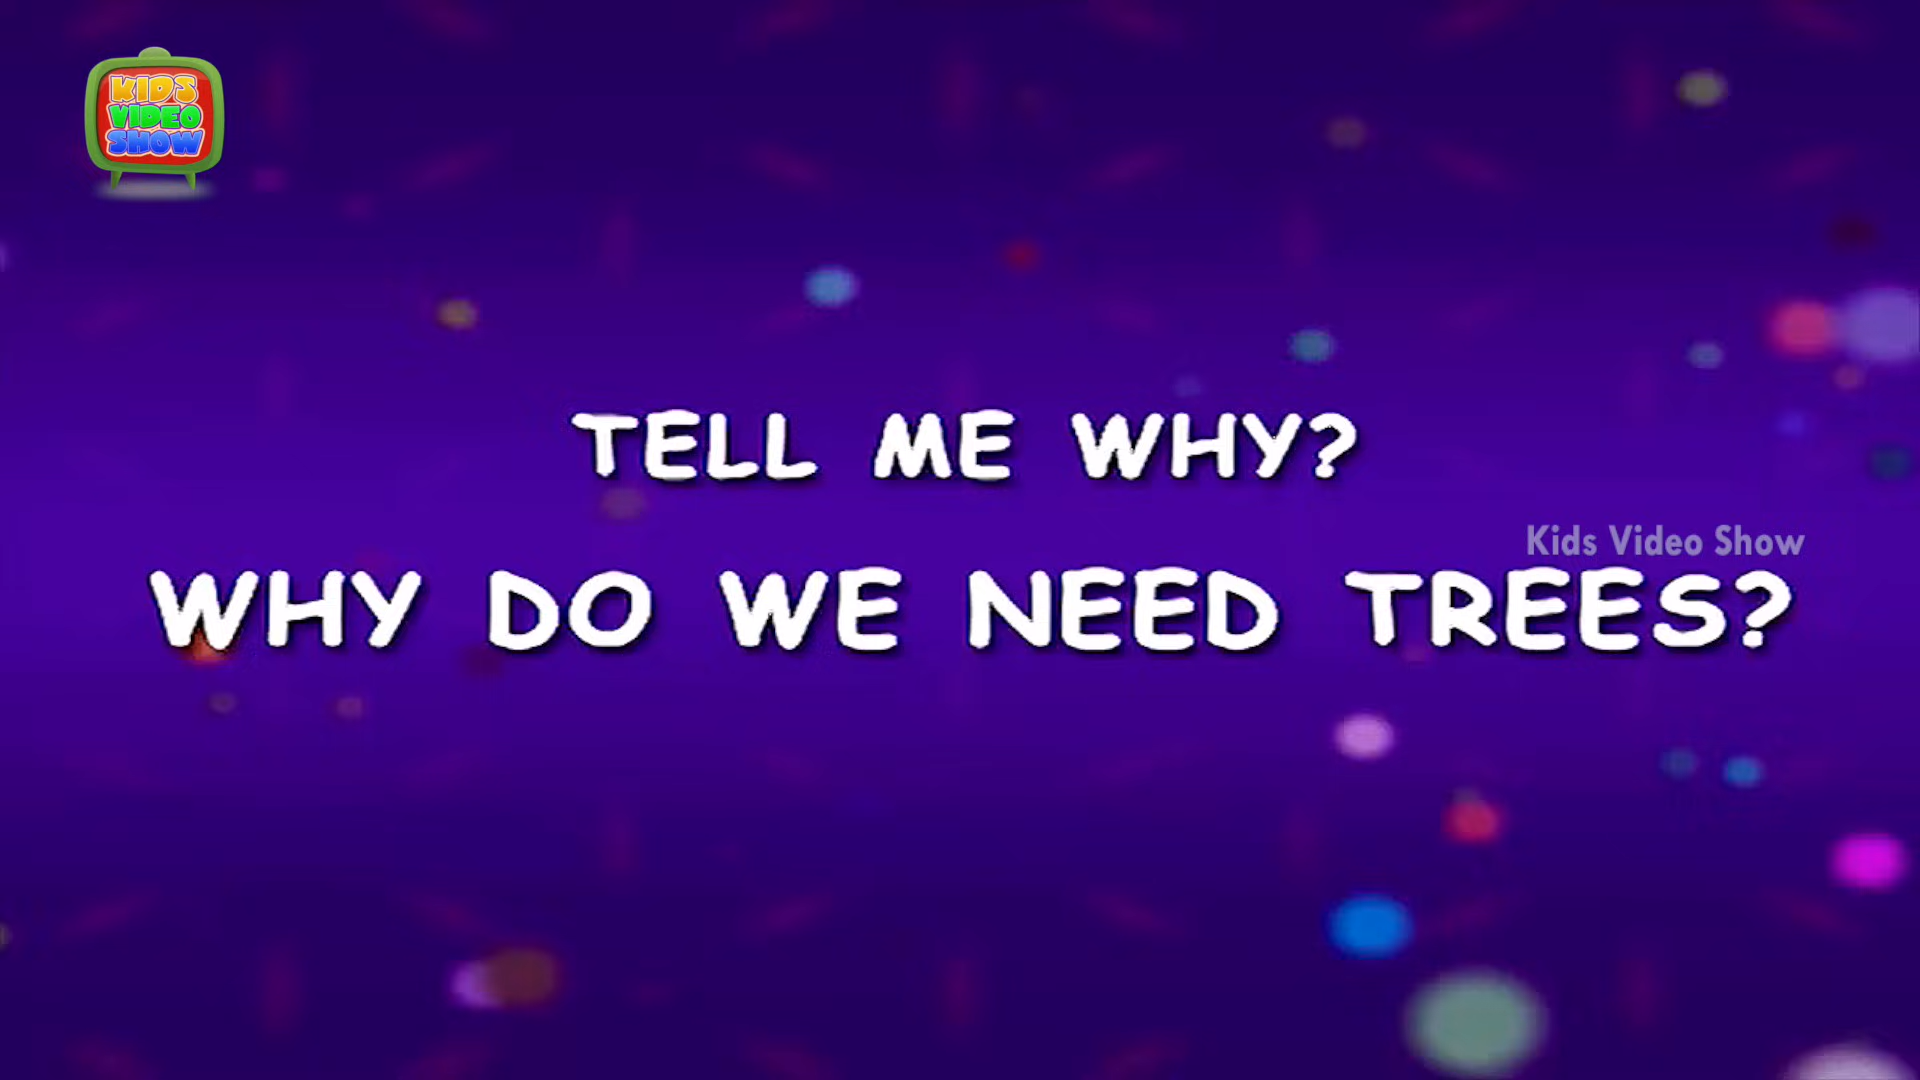 KIDS
VIDEO
SHOW
TELL ME WHY?
Kids Video Show
WHY DO WE NEED TREES?